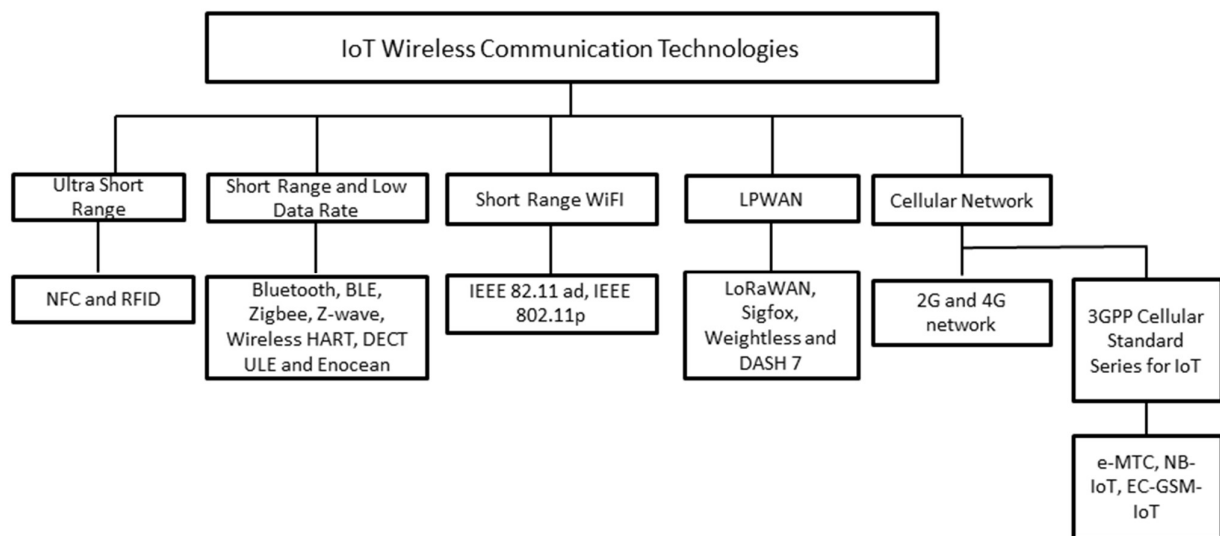 IoT Wireless Communication Technologies
Ultra Short
Range
Short Range and Low
Data Rate
Short Range WiFI
LPWAN
Cellular Network
NFC and RFID
Bluetooth, BLE,
Zigbee, Z-wave,
Wireless HART, DECT
ULE and Enocean
IEEE 82.11 ad, IEEE
802.11p
LoRaWAN,
Sigfox,
Weightless and
DASH 7
2G and 4G
network
3GPP Cellular
Standard
Series for IoT
e-MTC, NB-
IoT, EC-GSM-
IoT